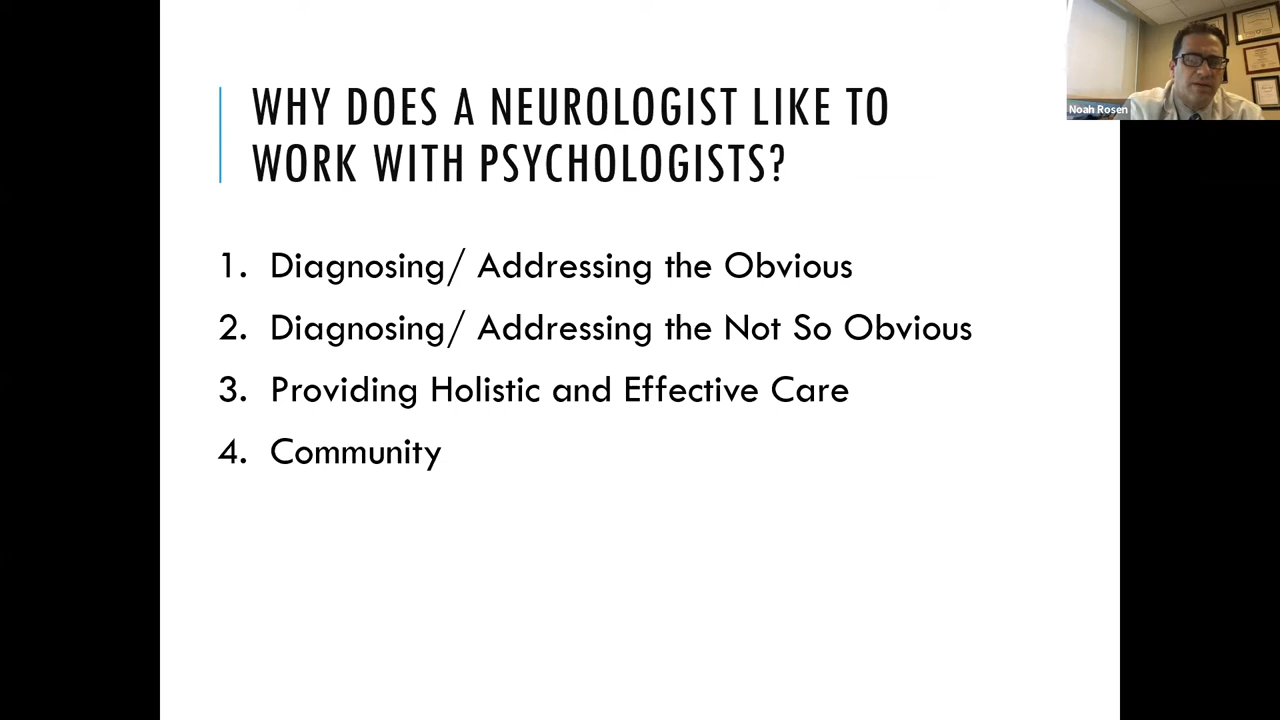 WHY DOES A NEUROLOGIST LIKE TO
WORK WITH PSYCHOLOGISTS?
1. Diagnosing/ Addressing the Obvious
2. Diagnosing/ Addressing the Not So Obvious
3. Providing Holistic and Effective Care
4. Community
Noah Rosen